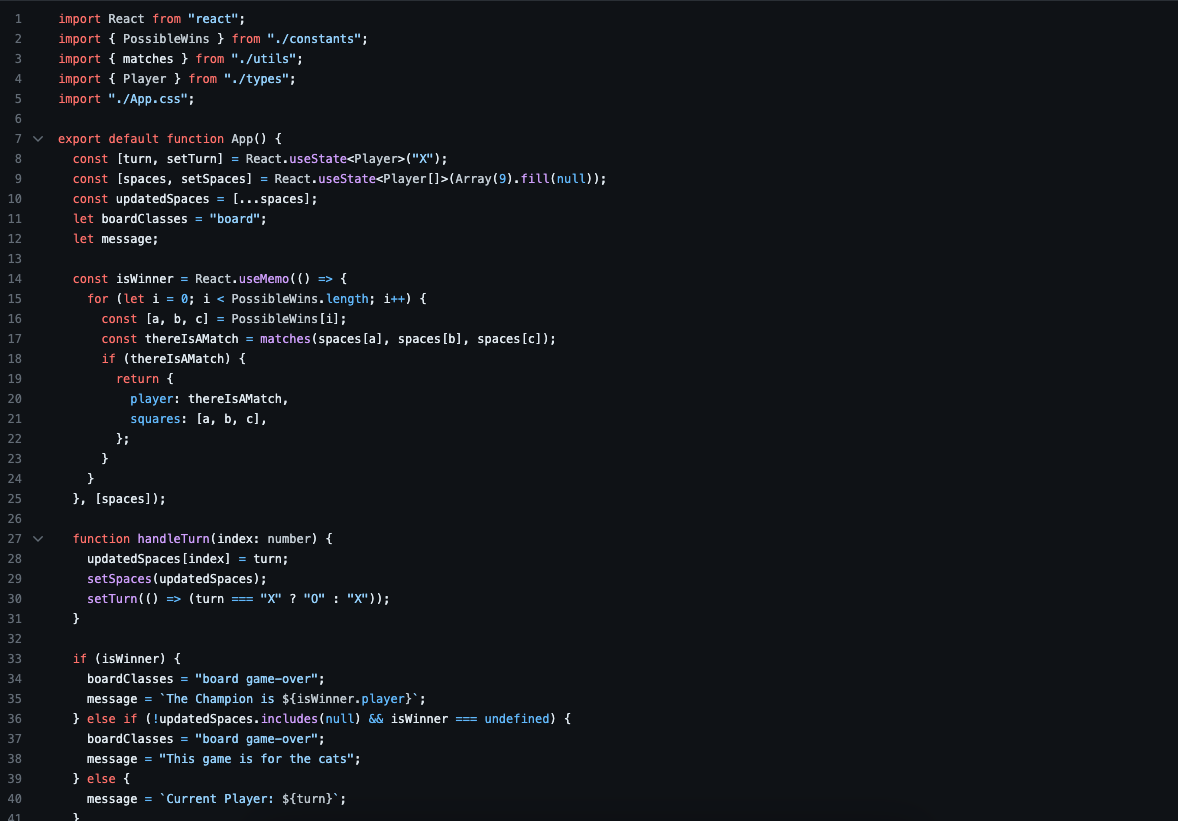 1 import React from "react";
2 import { PossibleWins } from "./constants";
3 import { matches } from "./utils";
4 import { Player } from "./types";
5 import "./App.css";
6
7 export default function App() {
8   const [turn, setTurn] = React.useState<Player>("X");
9   const [spaces, setSpaces] = React.useState<Player[]>(Array(9).fill(null));
10   const updatedSpaces = [...spaces];
11   let boardClasses = "board";
12   let message;
13
14   const isWinner = React.useMemo(() => {
15     for (let i = 0; i < PossibleWins.length; i++) {
16       const [a, b, c] = PossibleWins[i];
17       const thereIsAMatch = matches(spaces[a], spaces[b], spaces[c]);
18       if (thereIsAMatch) {
19         return {
20           player: thereIsAMatch,
21           squares: [a, b, c],
22         };
23       }
24     }
25   }, [spaces]);
26
27   function handleTurn(index: number) {
28     updatedSpaces[index] = turn;
29     setSpaces(updatedSpaces);
30     setTurn(() => (turn === "X" ? "O" : "X"));
31   }
32
33   if (isWinner) {
34     boardClasses = "board game-over";
35     message = `The Champion is ${isWinner.player}`;
36   } else if (!updatedSpaces.includes(null) && isWinner === undefined) {
37     boardClasses = "board game-over";
38     message = "This game is for the cats";
39   } else {
40     message = `Current Player: ${turn}`;
41   }